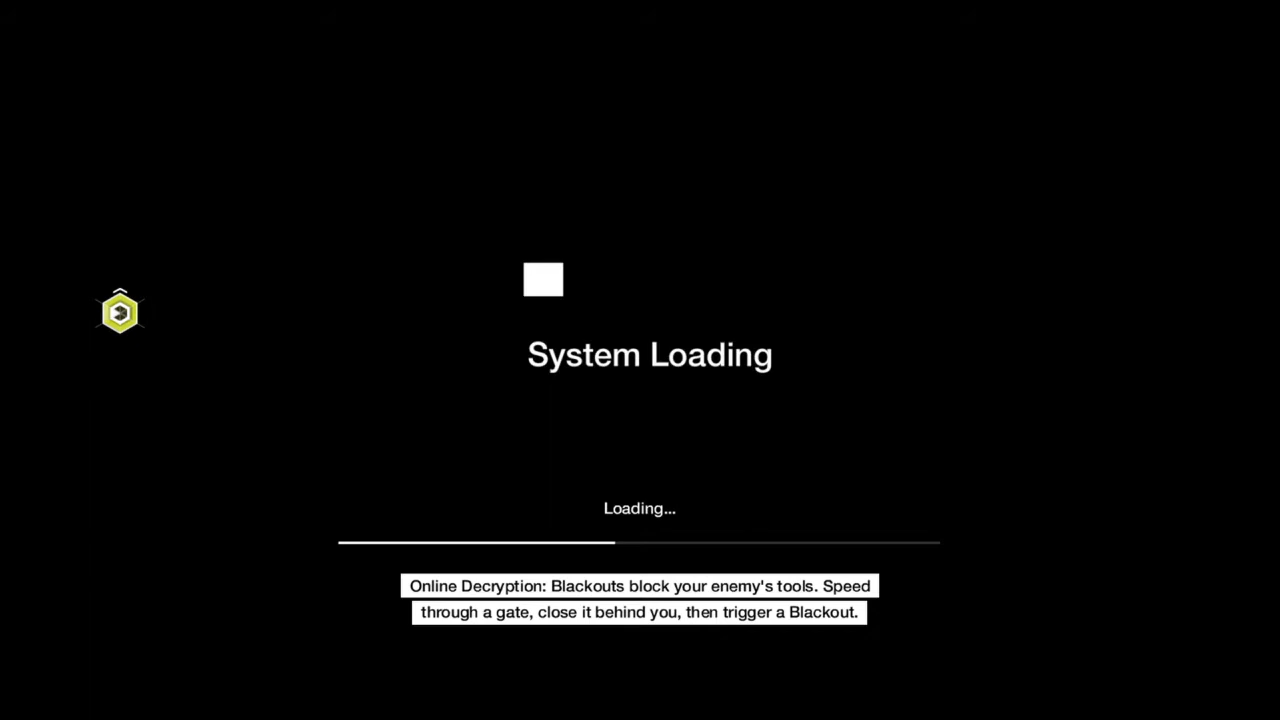 System Loading
Loading...
Online Decryption: Blackouts block your enemy's tools. Speed
through a gate, close it behind you, then trigger a Blackout.